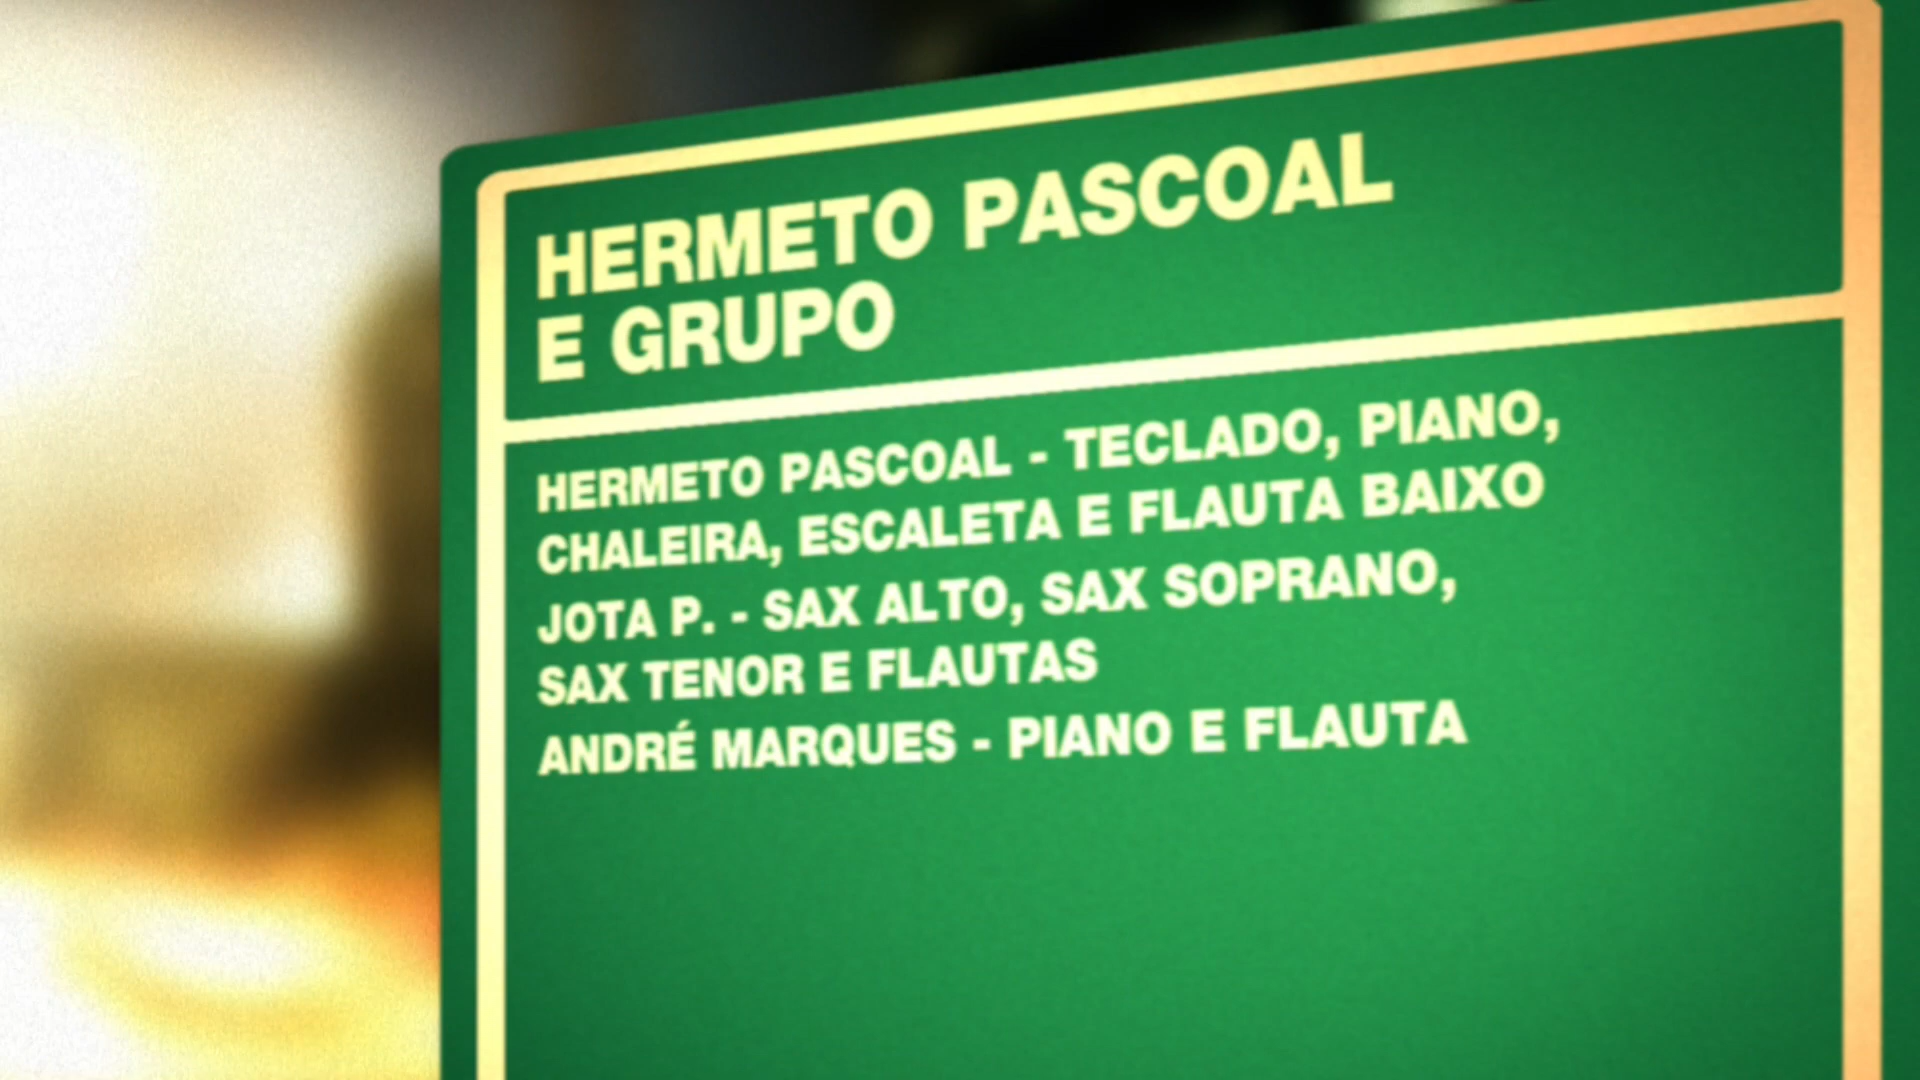 HERMETO PASCOAL
E GRUPO
HERMETO PASCOAL - TECLADO, PIANO,
CHALEIRA, ESCALETA E FLAUTA BAIXO
JOTA P. - SAX ALTO, SAX SOPRANO,
SAX TENOR E FLAUTAS
ANDRÉ MARQUES - PIANO E FLAUTA